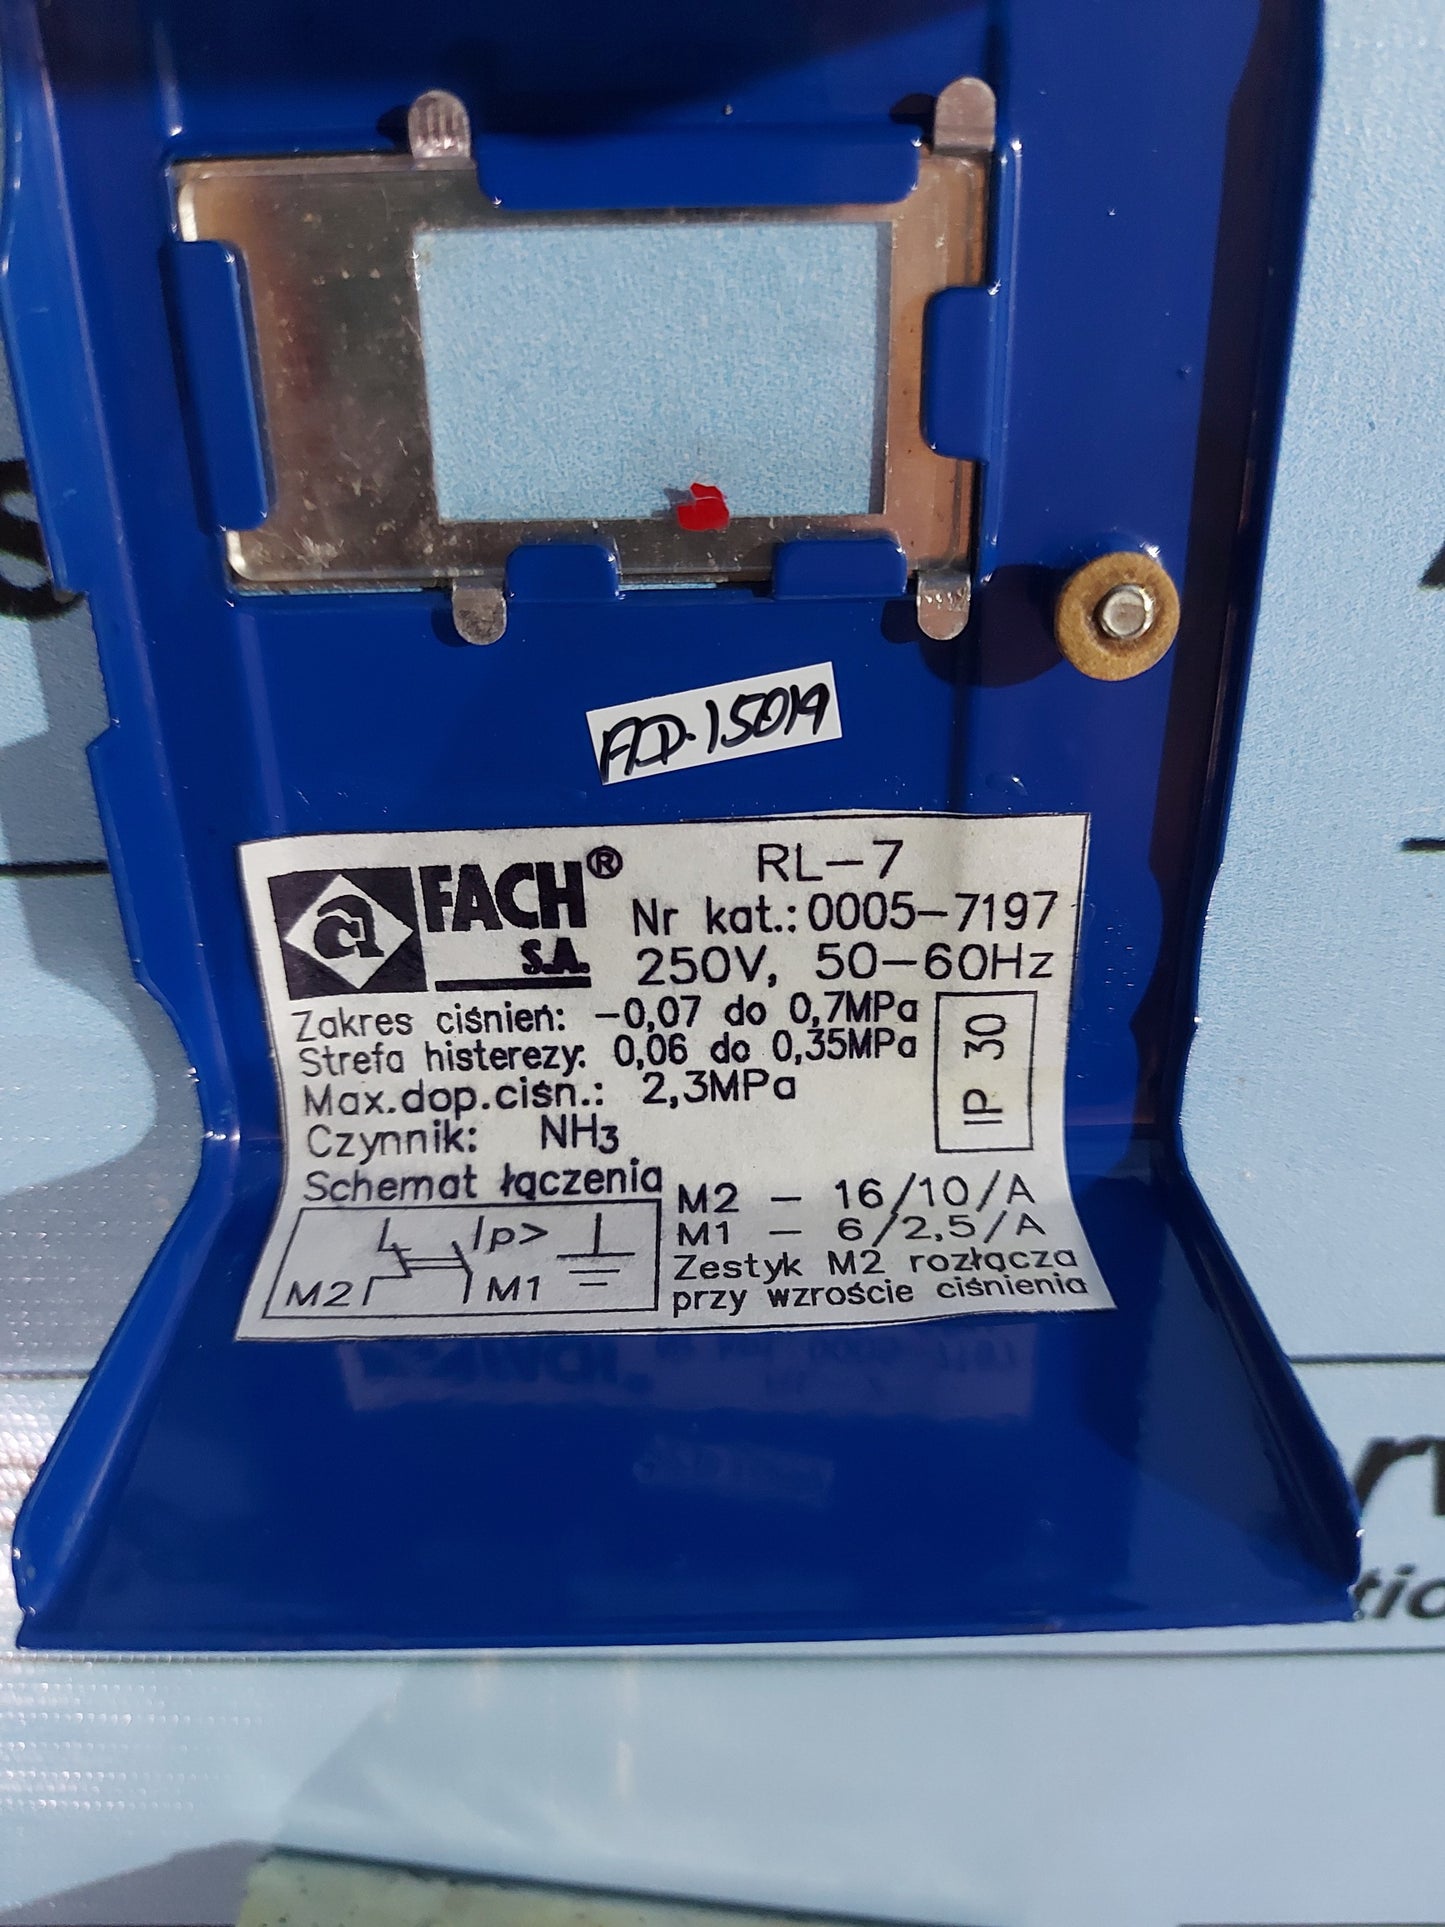 FAD.15019
a
FACH®
S.A.
RL-7
Nr kat.:0005-7197
250V, 50-60Hz
Zakres ciśnień: -0,07 do 0,7MPa
Strefa histerezy: 0,06 do 0,35MPa
Max.dop.ciśn.: 2,3MPa
Czynnik: NH3
IP 30
Schemat łączenia
p>
M2 M1
M2 - 16/10/A
M1 - 6/2,5/A
Zestyk M2 rozłącza
przy wzroście ciśnienia